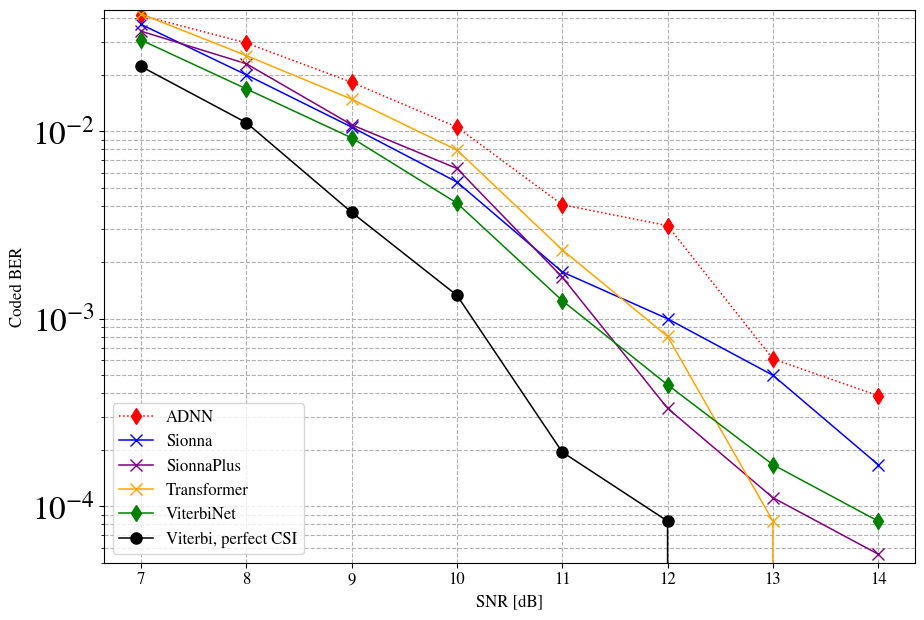 Coded BER
10⁻²
10⁻³
10⁻⁴
ADNN
Sionna
SionnaPlus
Transformer
ViterbiNet
Viterbi, perfect CSI
7 8 9 10 11 12 13 14
SNR [dB]